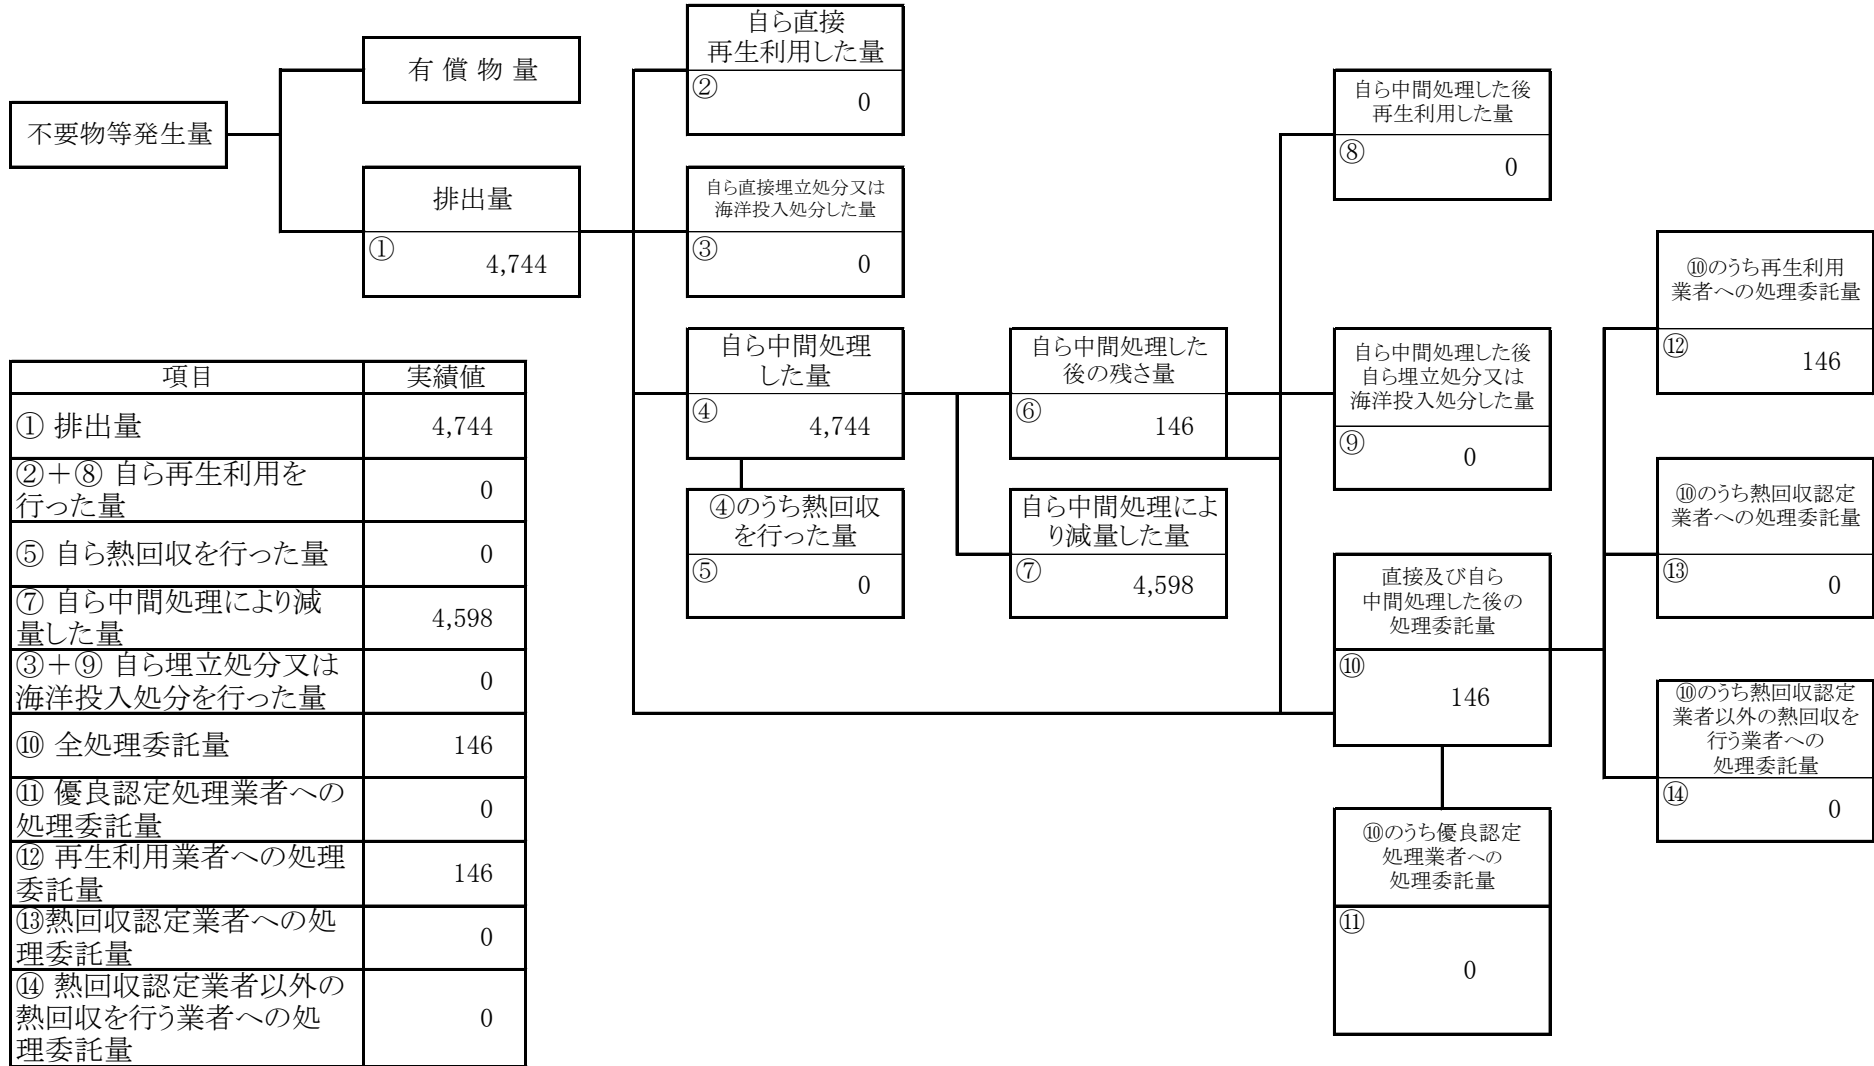 不要物等発生量
有償物量
排出量
①
4,744
自ら直接
再生利用した量
②
0
自ら直接埋立処分又は
海洋投入処分した量
③
0
自ら中間処理
した量
④
4,744
④のうち熱回収
を行った量
⑤
0
自ら中間処理した
後の残さ量
⑥
146
自ら中間処理によ
り減量した量
⑦
4,598
自ら中間処理した後
再生利用した量
⑧
0
自ら中間処理した後
自ら埋立処分又は
海洋投入処分した量
⑨
0
直接及び自ら
中間処理した後の
処理委託量
⑩
146
⑩のうち優良認定
処理業者への
処理委託量
⑪
0
⑩のうち再生利用
業者への処理委託量
⑫
146
⑩のうち熱回収認定
業者への処理委託量
⑬
0
⑩のうち熱回収認定
業者以外の熱回収を
行う業者への
処理委託量
⑭
0
項目 実績値
① 排出量 4,744
②＋⑧ 自ら再生利用を
行った量 0
⑤ 自ら熱回収を行った量 0
⑦ 自ら中間処理により減
量した量 4,598
③＋⑨ 自ら埋立処分又は
海洋投入処分を行った量 0
⑩ 全処理委託量 146
⑪ 優良認定処理業者への
処理委託量 0
⑫ 再生利用業者への処理
委託量 146
⑬熱回収認定業者への処
理委託量 0
⑭ 熱回収認定業者以外の
熱回収を行う業者への処
理委託量 0